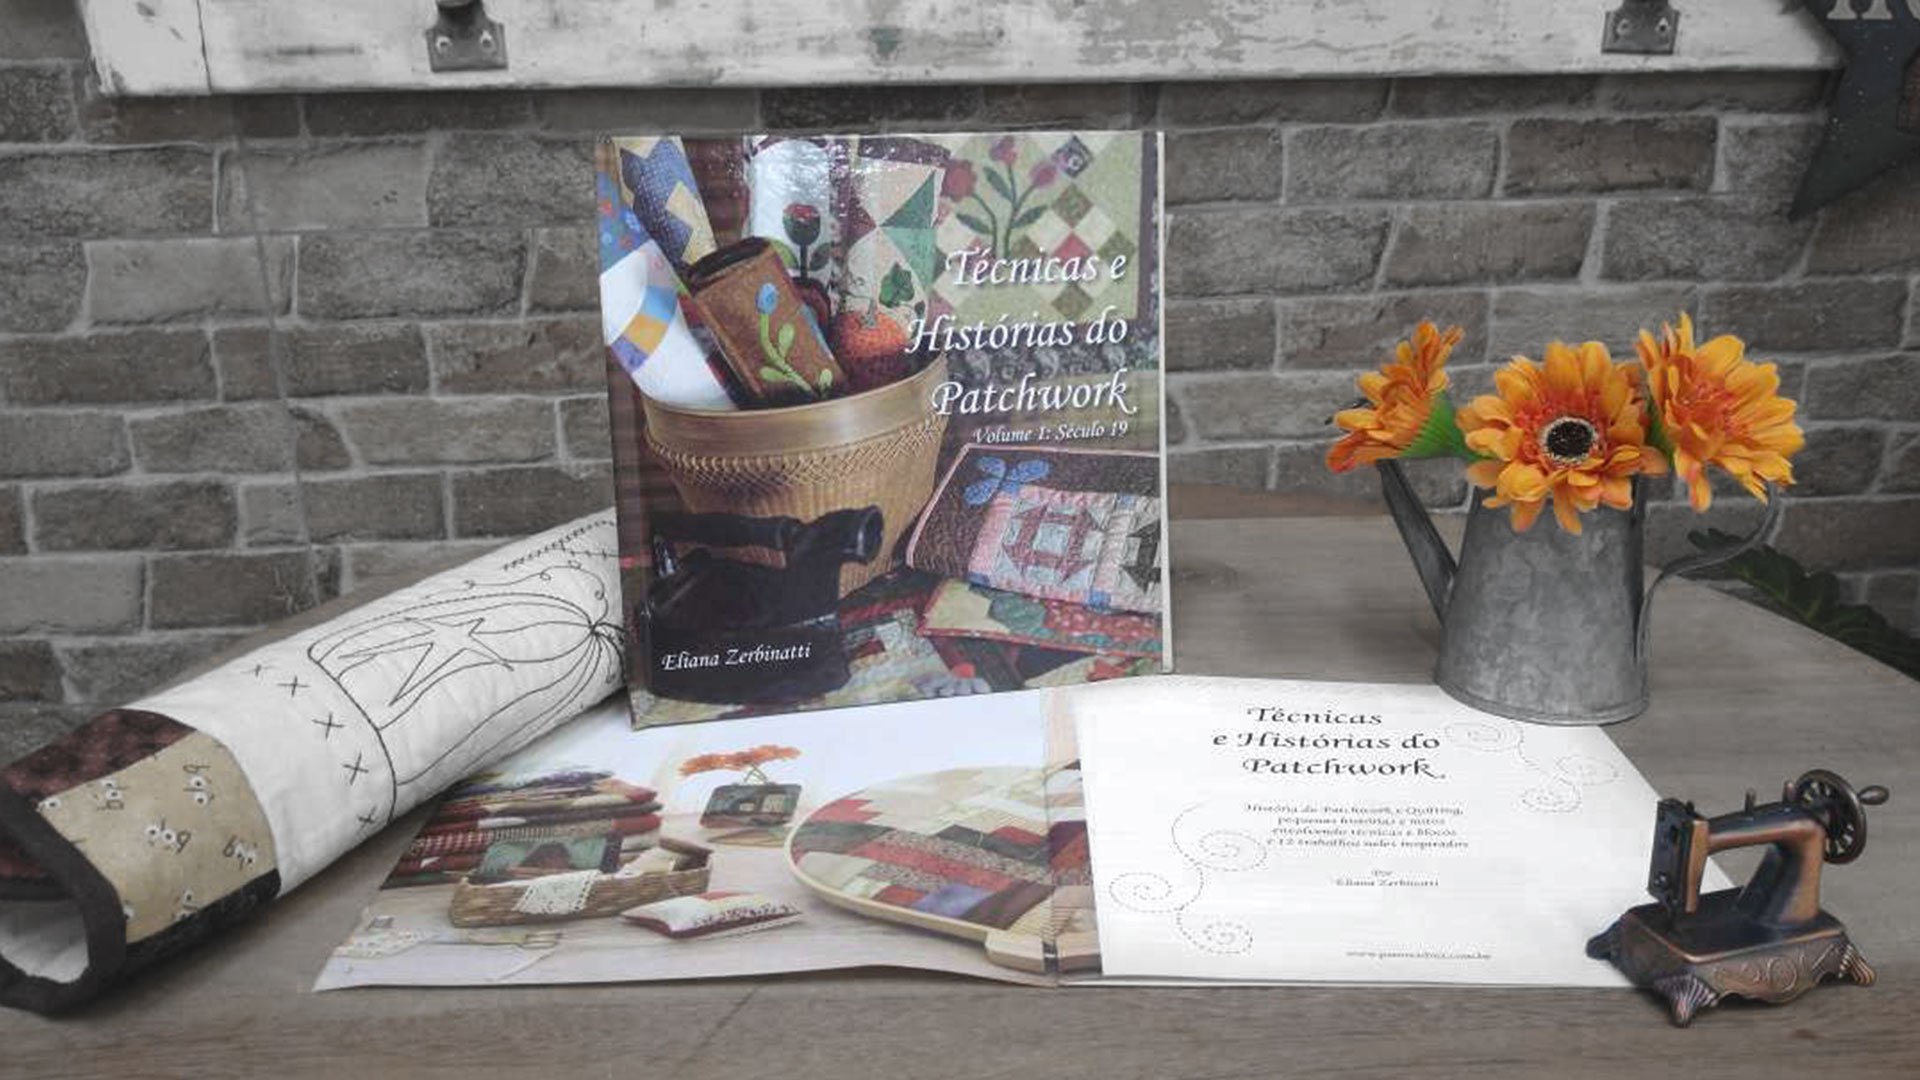 Técnicas e
Histórias do
Patchwork
Volume 1: Século 19
Eliana Zerbinatti
Técnicas
e Histórias do
Patchwork
História do Patchwork e Quilting,
pequenas histórias e mitos
envolvendo técnicas e blocos
e 12 trabalhos neles inspirados
Por
Eliana Zerbinatti